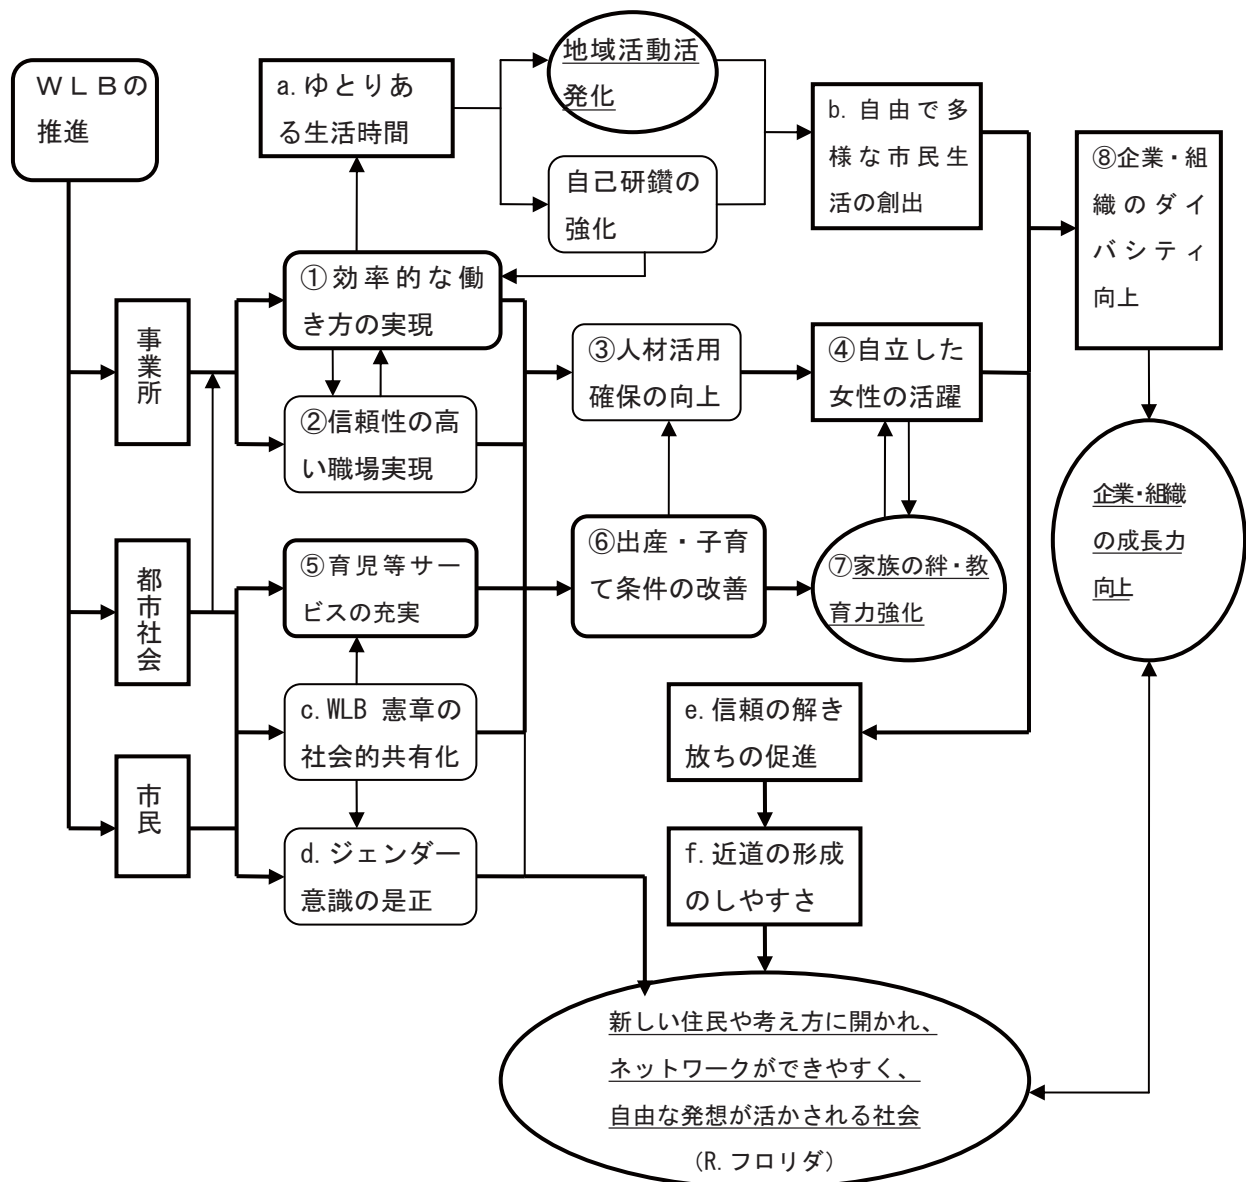 WLBの
推進
a.ゆとりあ
る生活時間
地域活動活
発化
自己研鑽の
強化
b.自由で多
様な市民生
活の創出
⑧企業・組
織のダイ
バシティ
向上
事業所
①効率的な働
き方の実現
②信頼性の高
い職場実現
③人材活用
確保の向上
④自立した
女性の活躍
企業・組織
の成長力
向上
都市社会
⑤育児等サー
ビスの充実
⑥出産・子育
て条件の改善
⑦家族の絆・教
育力強化
c.WLB 憲章の
社会的共有化
e.信頼の解き
放ちの促進
市民
d.ジェンダー
意識の是正
f.近道の形成
のしやすさ
新しい住民や考え方に開かれ、
ネットワークができやすく、
自由な発想が活かされる社会
(R.フロリダ)